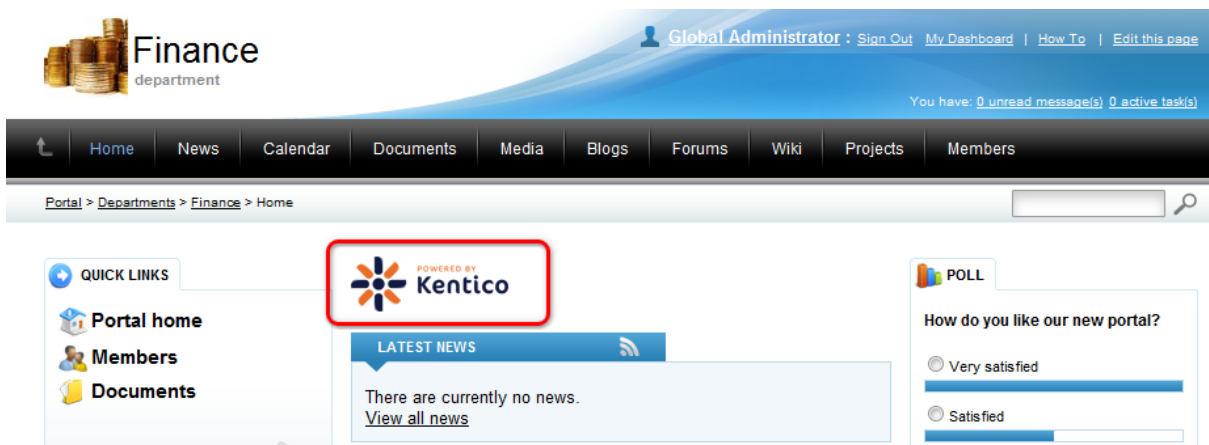 Finance
department
Global Administrator : Sign Out My Dashboard | How To | Edit this page
You have: 0 unread message(s) 0 active task(s)
Home News Calendar Documents Media Blogs Forums Wiki Projects Members
Portal > Departments > Finance > Home
QUICK LINKS
Portal home
Members
Documents
POWERED BY
Kentico
LATEST NEWS
There are currently no news.
View all news
POLL
How do you like our new portal?
Very satisfied
Satisfied